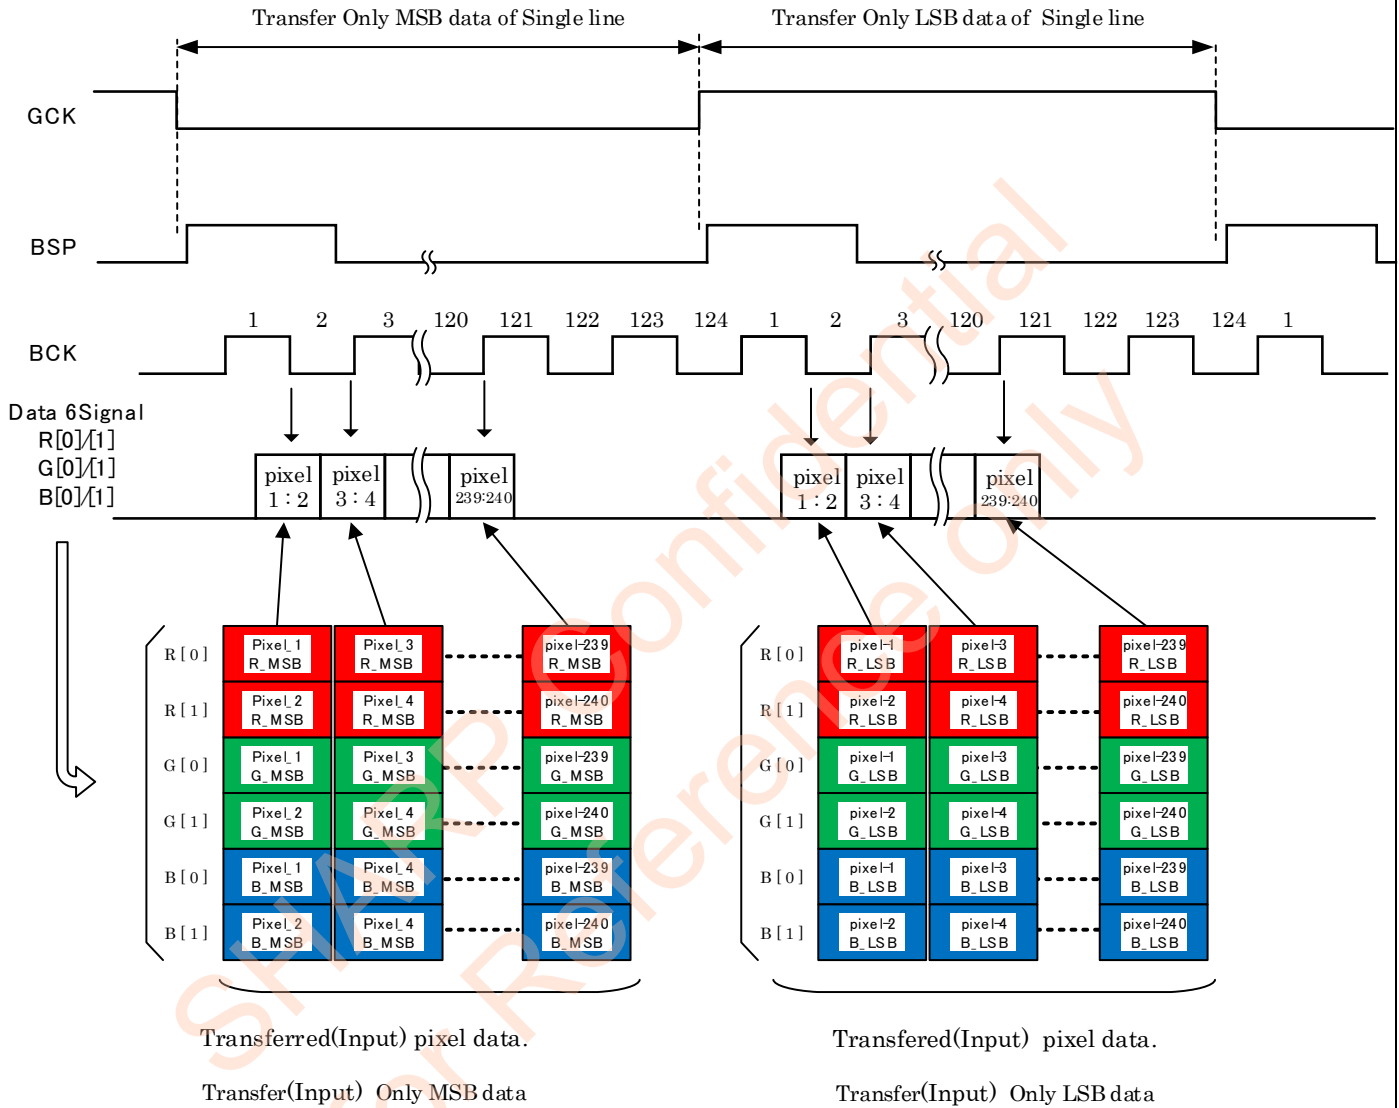 Transfer Only MSB data of Single line
Transfer Only LSB data of Single line
GCK
BSP
1 2 3 120 121 122 123 124 1 2 3 120 121 122 123 124 1
BCK
Data 6Signal
R[0]/[1]
G[0]/[1]
B[0]/[1]
pixel 1:2
pixel 3:4
pixel 239:240
pixel 1:2
pixel 3:4
pixel 239:240
R[0]
Pixel_1 R_MSB
Pixel_3 R_MSB
pixel-239 R_MSB
R[1]
Pixel_2 R_MSB
Pixel_4 R_MSB
pixel-240 R_MSB
G[0]
Pixel_1 G_MSB
Pixel_3 G_MSB
pixel-239 G_MSB
G[1]
Pixel_2 G_MSB
Pixel_4 G_MSB
pixel-240 G_MSB
B[0]
Pixel_1 B_MSB
Pixel_4 B_MSB
pixel-239 B_MSB
B[1]
Pixel_2 B_MSB
Pixel_4 B_MSB
pixel-240 B_MSB
R[0]
pixel-1 R_LSB
pixel-3 R_LSB
pixel-239 R_LSB
R[1]
pixel-2 R_LSB
pixel-4 R_LSB
pixel-240 R_LSB
G[0]
pixel-1 G_LSB
pixel-3 G_LSB
pixel-239 G_LSB
G[1]
pixel-2 G_LSB
pixel-4 G_LSB
pixel-240 G_LSB
B[0]
pixel-1 B_LSB
pixel-3 B_LSB
pixel-239 B_LSB
B[1]
pixel-2 B_LSB
pixel-4 B_LSB
pixel-240 B_LSB
Transferred(Input) pixel data.
Transfer(Input) Only MSB data
Transfered(Input) pixel data.
Transfer(Input) Only LSB data
SHARP Confidential
For Reference only